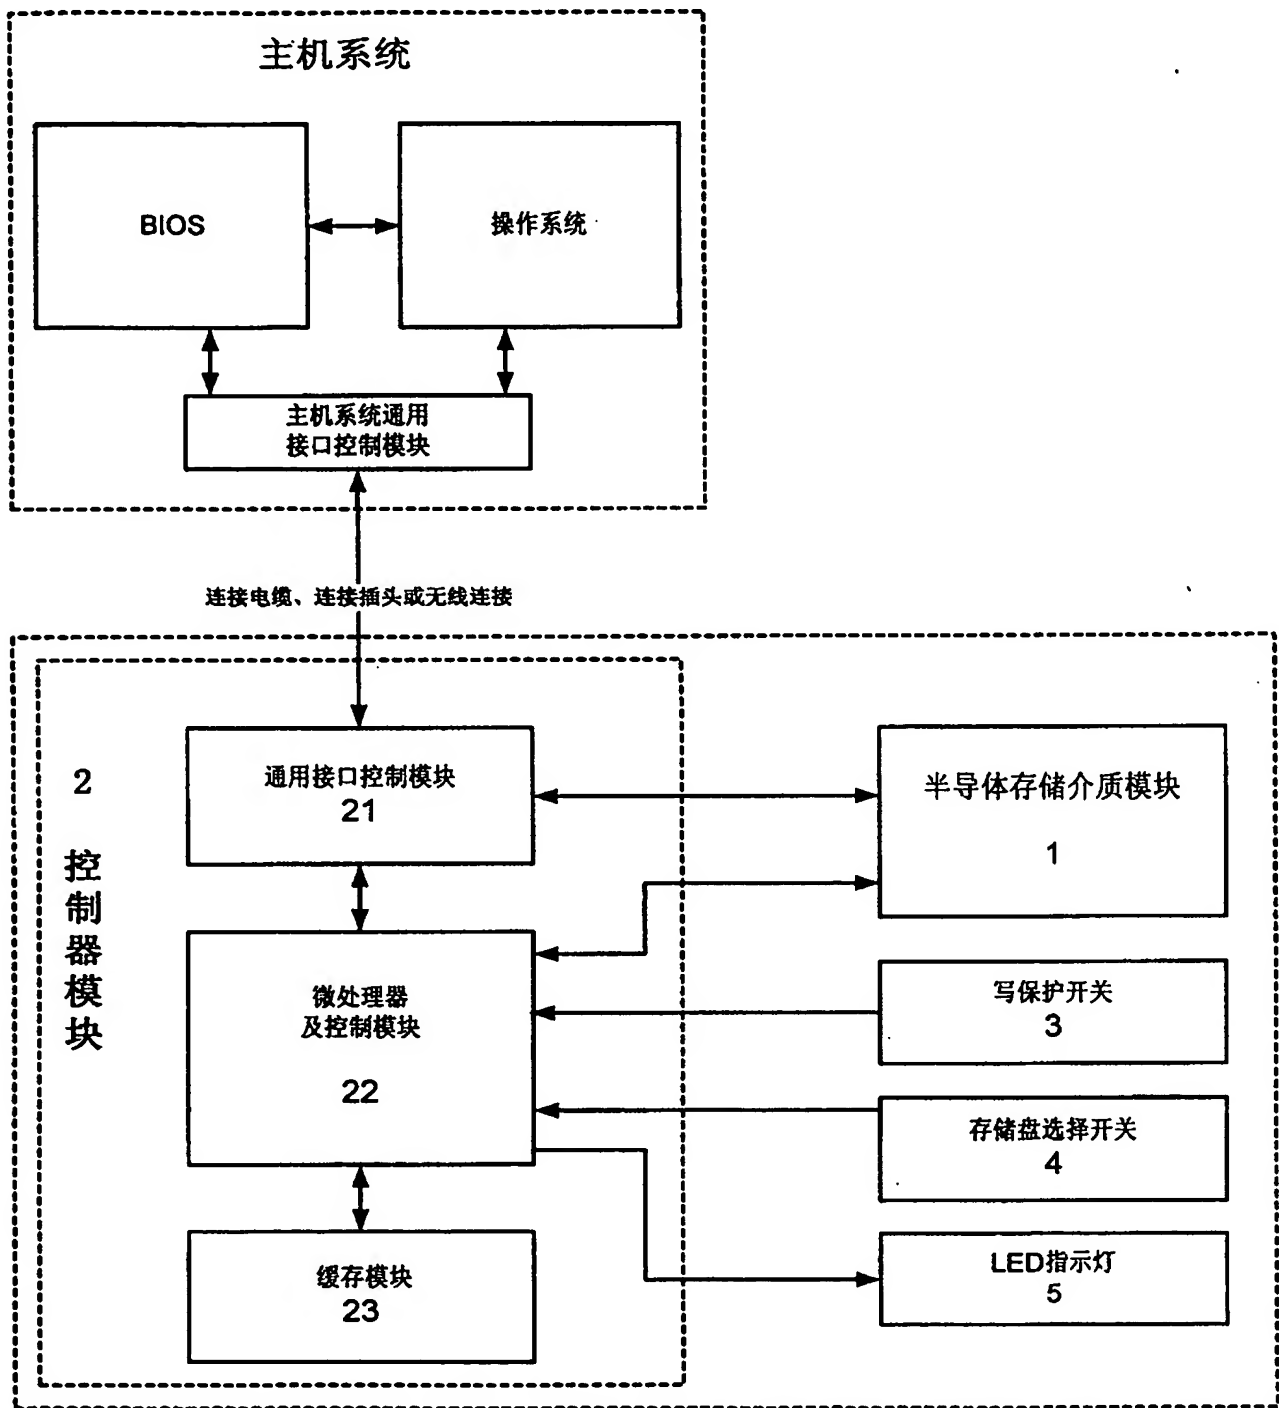 主机系统
BIOS
操作系统
主机系统通用
接口控制模块
连接电缆、连接插头或无线连接
2
控制器模块
通用接口控制模块
21
半导体存储介质模块
1
微处理器
及控制模块
22
写保护开关
3
存储盘选择开关
4
缓存模块
23
LED指示灯
5